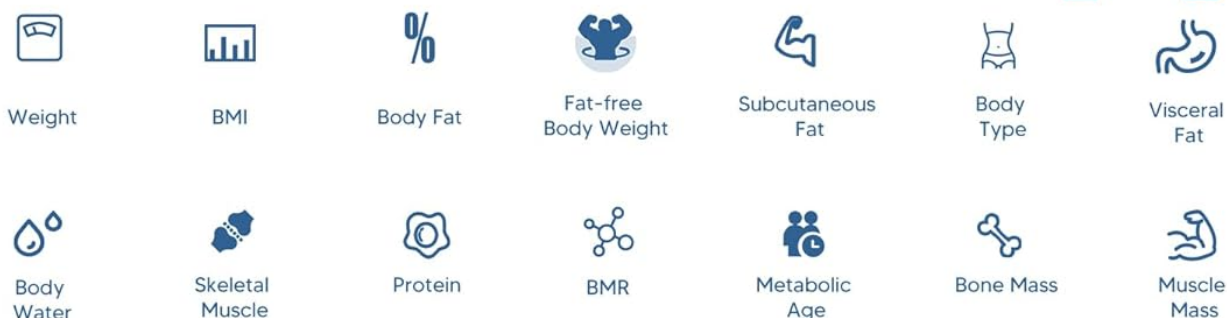 %
Weight
BMI
Body Fat
Fat-free
Body Weight
Subcutaneous
Fat
Body
Type
Visceral
Fat
Body
Water
Skeletal
Muscle
Protein
BMR
Metabolic
Age
Bone Mass
Muscle
Mass